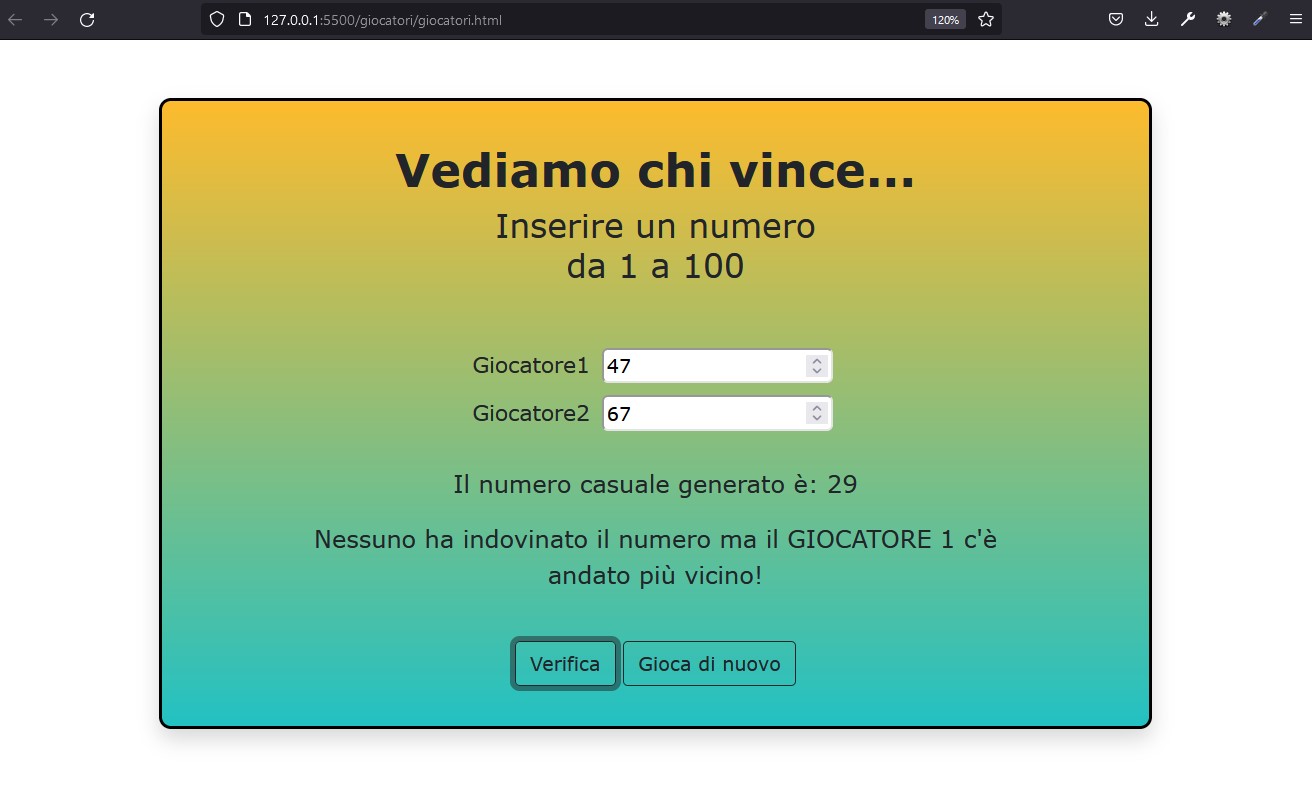 127.0.0.1:5500/giocatori/giocatori.html
120%
Vediamo chi vince...
Inserire un numero
da 1 a 100
Giocatore1 47
Giocatore2 67
Il numero casuale generato è: 29
Nessuno ha indovinato il numero ma il GIOCATORE 1 c'è
andato più vicino!
Verifica Gioca di nuovo